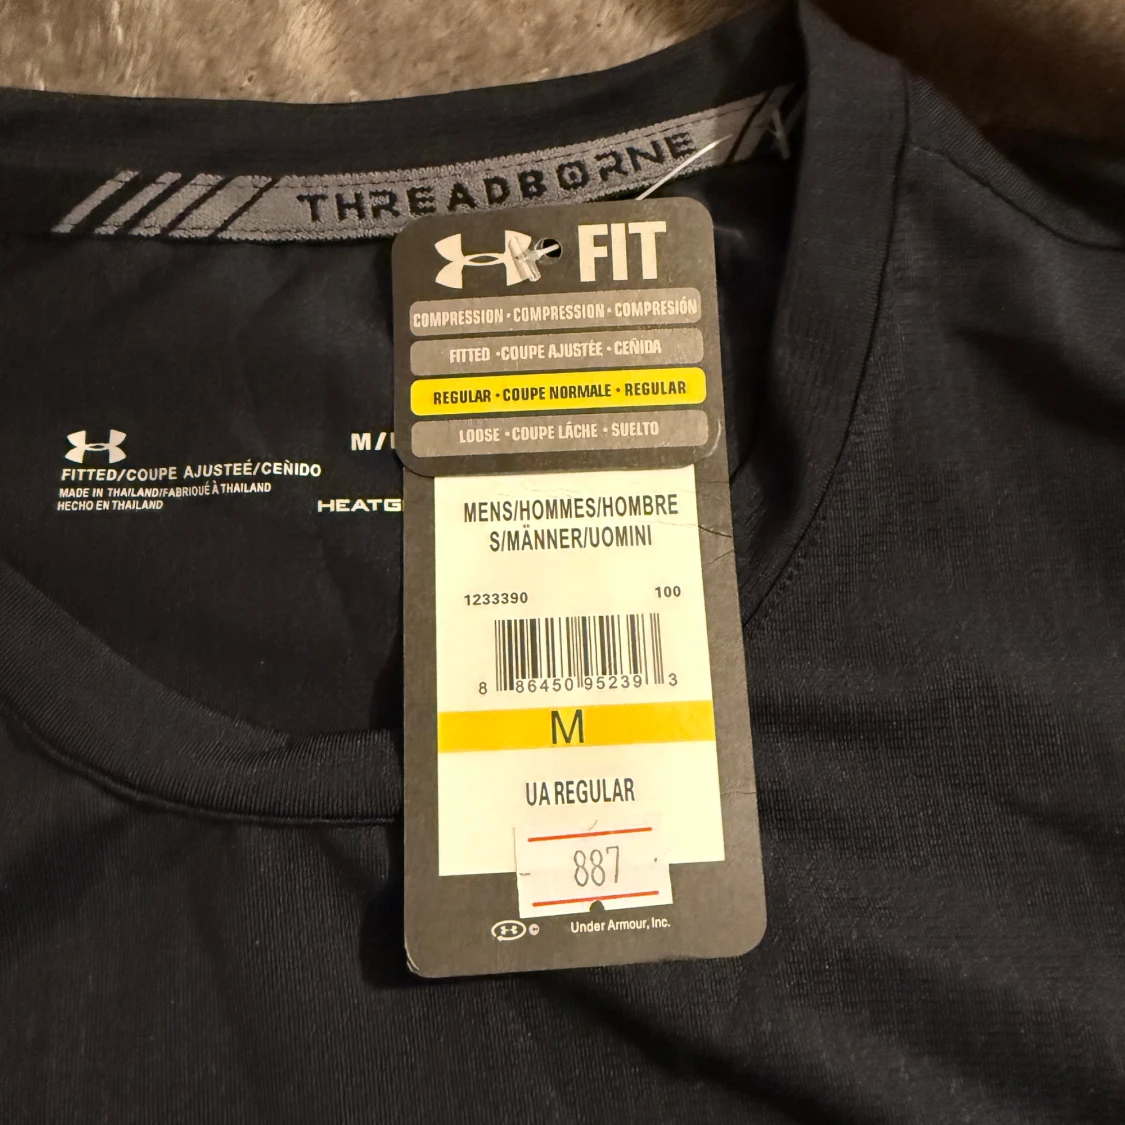 THREADBORNE
FIT
COMPRESSION • COMPRESSION • COMPRESIÓN
FITTED • COUPE AJUSTÉE • CEÑIDA
REGULAR • COUPE NORMALE • REGULAR
LOOSE • COUPE LÂCHE • SUELTO
M/
FITTED/COUPE AJUSTEÉ/CEÑIDO
MADE IN THAILAND/FABRIQUÉ À THAILAND
HECHO EN THAILAND
HEATG
MENS/HOMMES/HOMBRE
S/MÄNNER/UOMINI
1233390 100
8 86450 95239 3
M
UA REGULAR
887
© Under Armour, Inc.